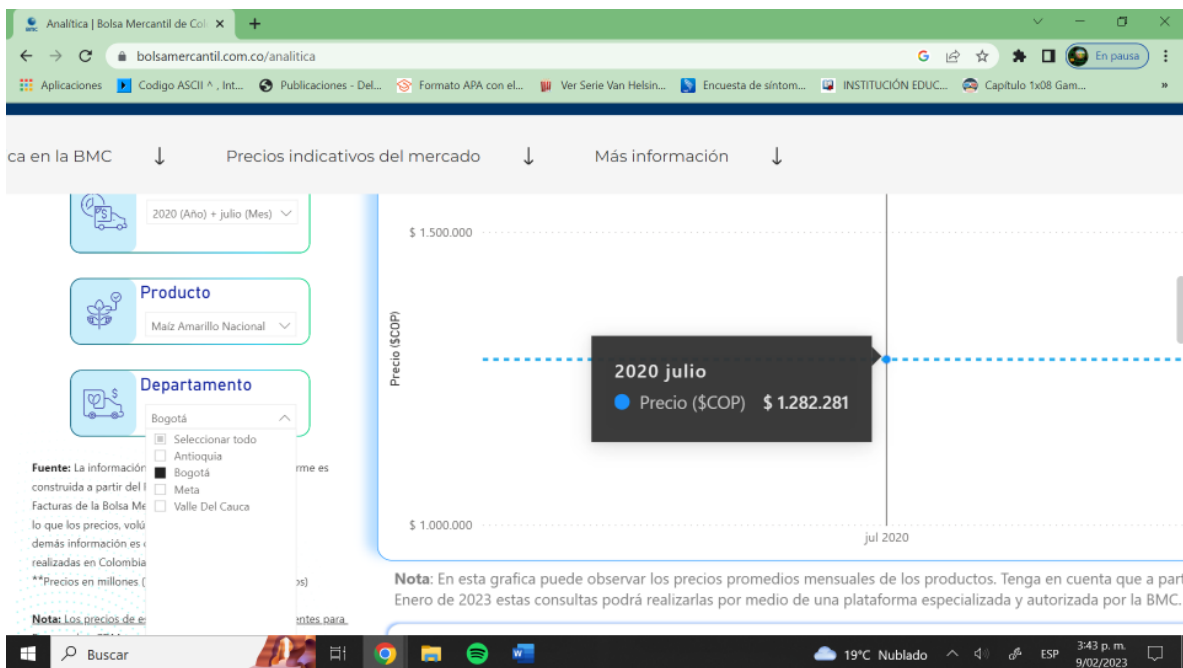 Analítica | Bolsa Mercantil de Col
bolsamercantil.com.co/analitica
En pausa
Aplicaciones
Codigo ASCII ^ , Int...
Publicaciones - Del...
Formato APA con el...
Ver Serie Van Helsin...
Encuesta de síntom...
INSTITUCIÓN EDUC...
Capítulo 1x08 Gam...
»
ca en la BMC ↓ Precios indicativos del mercado ↓ Más información ↓
2020 (Año) + julio (Mes)
Producto
Maíz Amarillo Nacional
Departamento
Bogotá
Seleccionar todo
Antioquia
Bogotá
Meta
Valle Del Cauca
Fuente: La información rme es
construida a partir del
Facturas de la Bolsa Me
lo que los precios, volú
demás información es
realizadas en Colombia
**Precios en millones ( os)
Nota: Los precios de e entes para
$ 1.500.000
Precio ($COP)
2020 julio
Precio ($COP) $ 1.282.281
$ 1.000.000
jul 2020
Nota: En esta grafica puede observar los precios promedios mensuales de los productos. Tenga en cuenta que a part
Enero de 2023 estas consultas podrá realizarlas por medio de una plataforma especializada y autorizada por la BMC.
Buscar
19°C Nublado
ESP
3:43 p. m.
9/02/2023